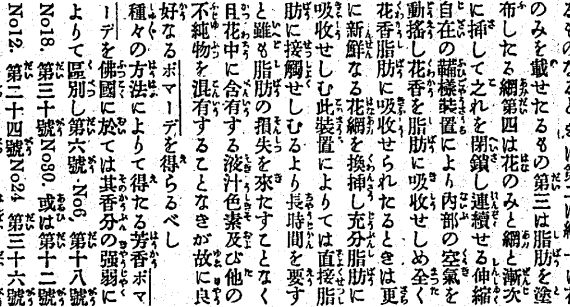 のみを載せたるもの第三は脂肪を塗
布したる網第四は花のみと網と漸次
に挿して之れを閉鎖し連續せる伸縮
自在の鞴樣裝置により内部の空氣を
動搖し花香を脂肪に吸收せしめ全く
花香脂肪に吸收せられたるときは更
に新鮮なる花網を換挿し充分脂肪に
吸收せしむ此裝置によりては直接脂
肪に接觸せしむるより長時間を要す
と雖も脂肪の損失を來たすことなく
且花中に含有する液汁色素及び他の
不純物を混有することなきが故に良
好なるポマーデを得らるべし
種々の方法によりて得たる芳香ポマ
ーデを佛國に於ては其香分の强弱に
よりて區別し第六號・No6 第十八號
No18. 第三十號No30. 或は第十二號
No12. 第二十四號No24 第三十六號